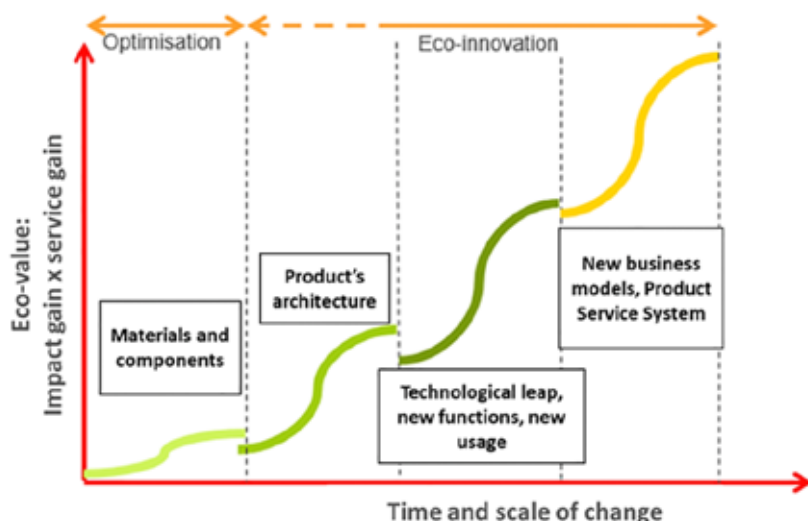 Optimisation
Eco-innovation
Eco-value:
Impact gain x service gain
Materials and
components
Product's
architecture
Technological leap,
new functions, new
usage
New business
models, Product
Service System
Time and scale of change